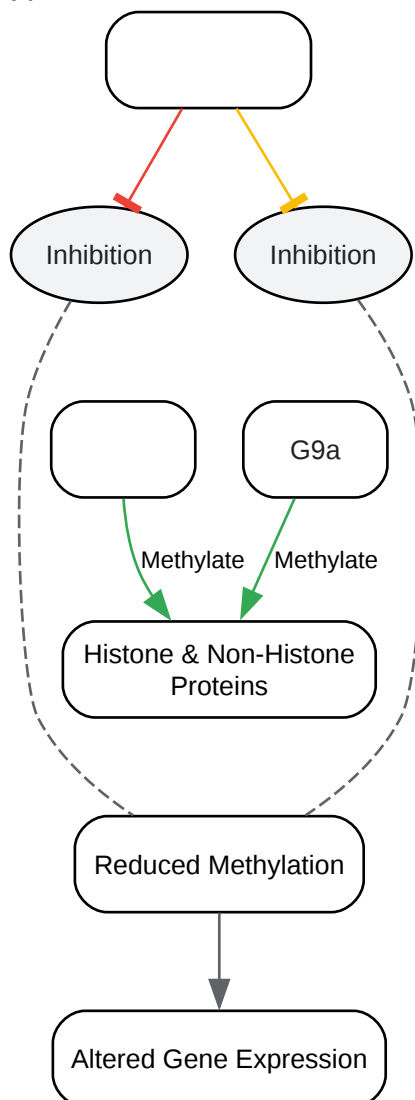 Inhibition
Inhibition
G9a
Methylate
Methylate
Histone & Non-Histone
Proteins
Reduced Methylation
Altered Gene Expression